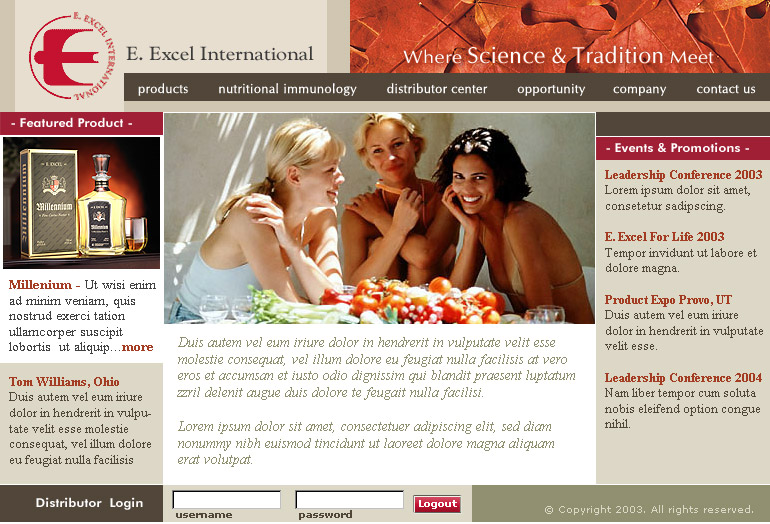 E. EXCEL INTERNATIONAL
E. Excel International
Where Science & Tradition Meet
products nutritional immunology distributor center opportunity company contact us
- Featured Product -
E. EXCEL
Millennium
Millenium - Ut wisi enim
ad minim veniam, quis
nostrud exerci tation
ullamcorper suscipit
lobortis ut aliquip...more
Tom Williams, Ohio
Duis autem vel eum iriure
dolor in hendrerit in vulpu-
tate velit esse molestie
consequat, vel illum dolore
eu feugiat nulla facilisis
Duis autem vel eum iriure dolor in hendrerit in vulputate velit esse
molestie consequat, vel illum dolore eu feugiat nulla facilisis at vero
eros et accumsan et iusto odio dignissim qui blandit praesent luptatum
zzril delenit augue duis dolore te feugait nulla facilisi.
Lorem ipsum dolor sit amet, consectetuer adipiscing elit, sed diam
nonummy nibh euismod tincidunt ut laoreet dolore magna aliquam
erat volutpat.
- Events & Promotions -
Leadership Conference 2003
Lorem ipsum dolor sit amet,
consetetur sadipscing.
E. Excel For Life 2003
Tempor invidunt ut labore et
dolore magna.
Product Expo Provo, UT
Duis autem vel eum iriure
dolor in hendrerit in vulputate
velit esse.
Leadership Conference 2004
Nam liber tempor cum soluta
nobis eleifend option congue
nihil.
Distributor Login
username
password
Logout
© Copyright 2003. All rights reserved.